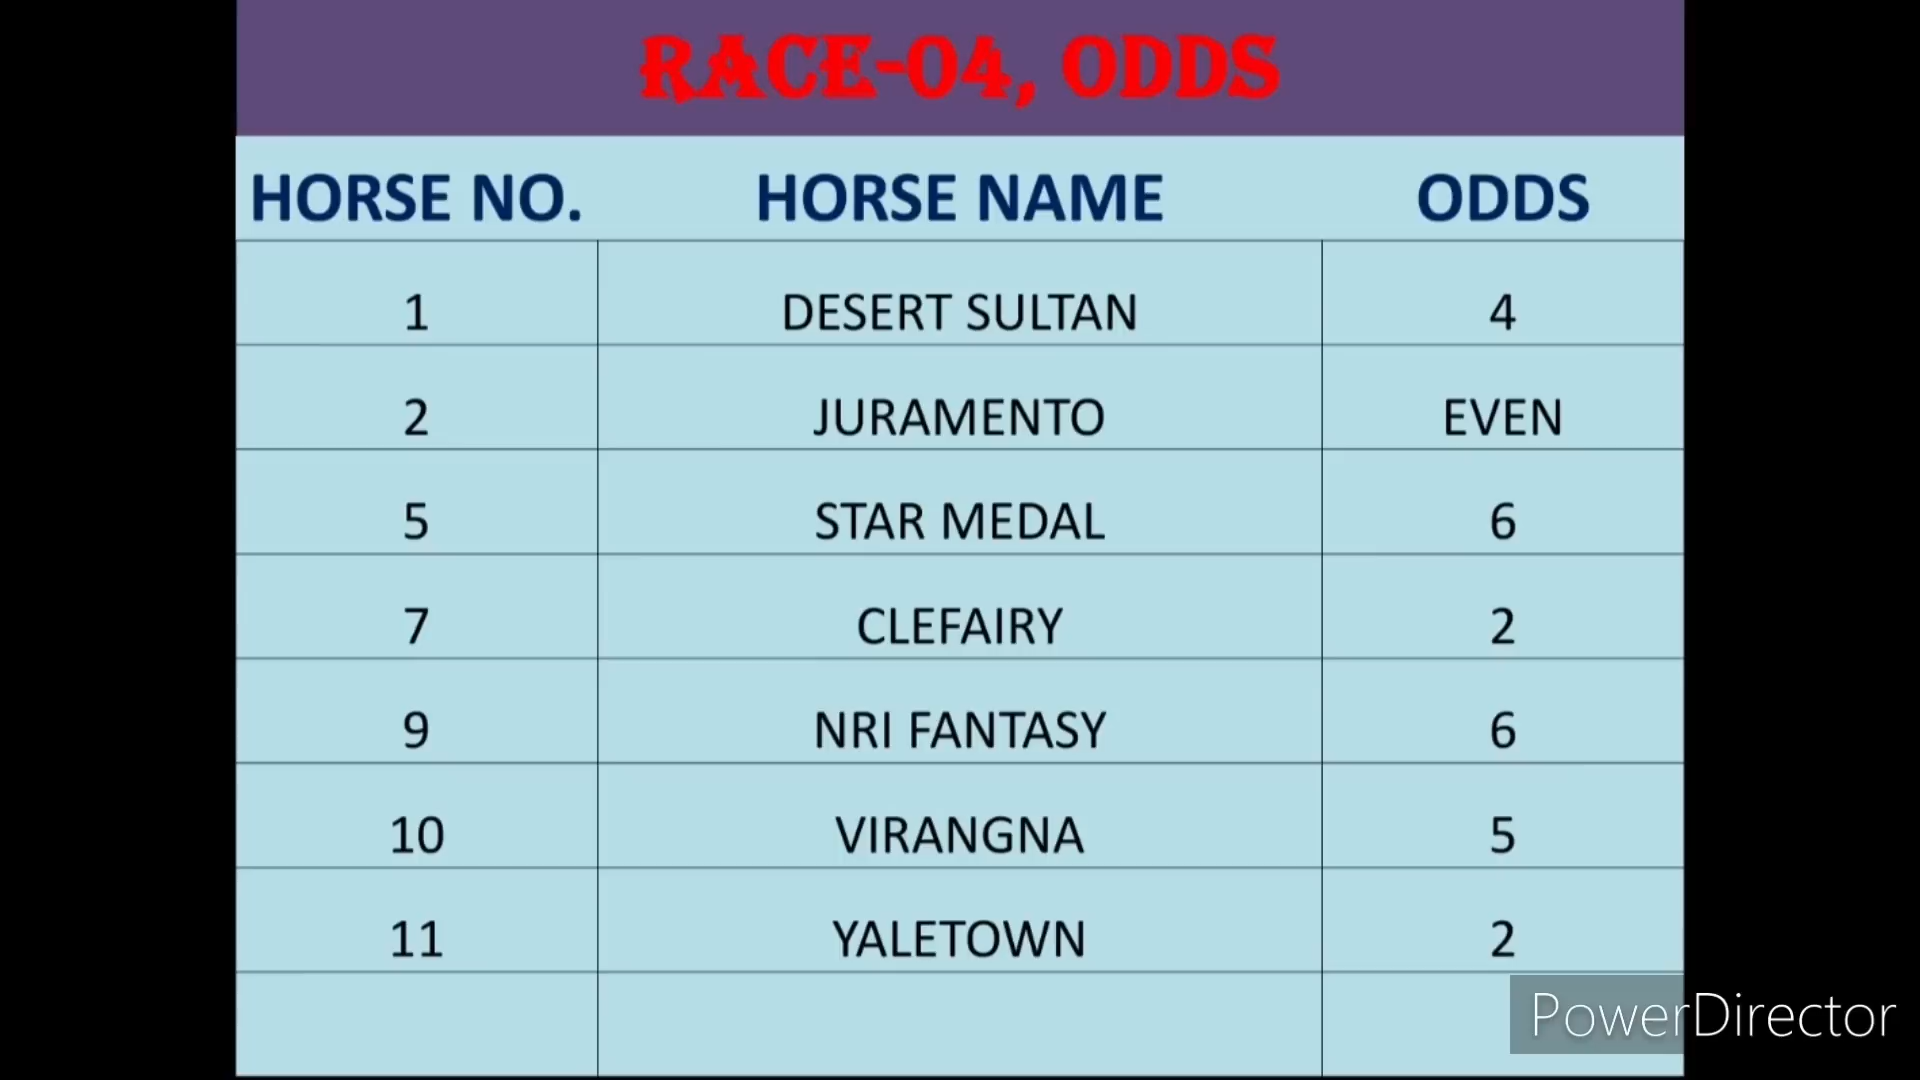 RACE-04, ODDS
HORSE NO. HORSE NAME ODDS
1 DESERT SULTAN 4
2 JURAMENTO EVEN
5 STAR MEDAL 6
7 CLEFAIRY 2
9 NRI FANTASY 6
10 VIRANGNA 5
11 YALETOWN 2
PowerDirector